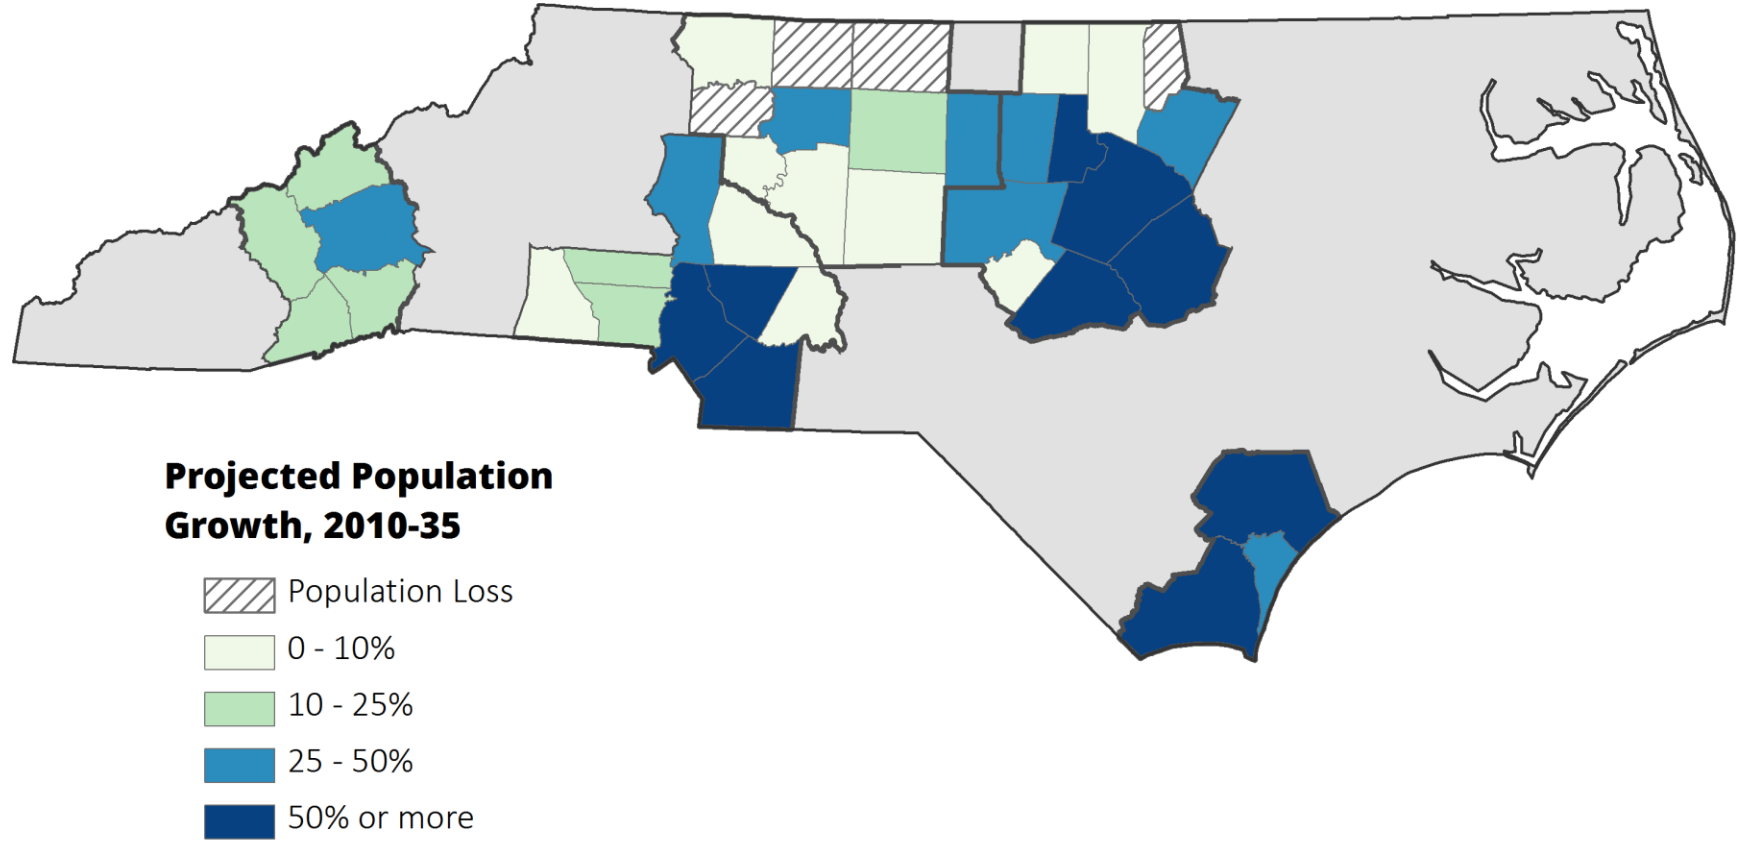 Projected Population
Growth, 2010-35
Population Loss
0 - 10%
10 - 25%
25 - 50%
50% or more